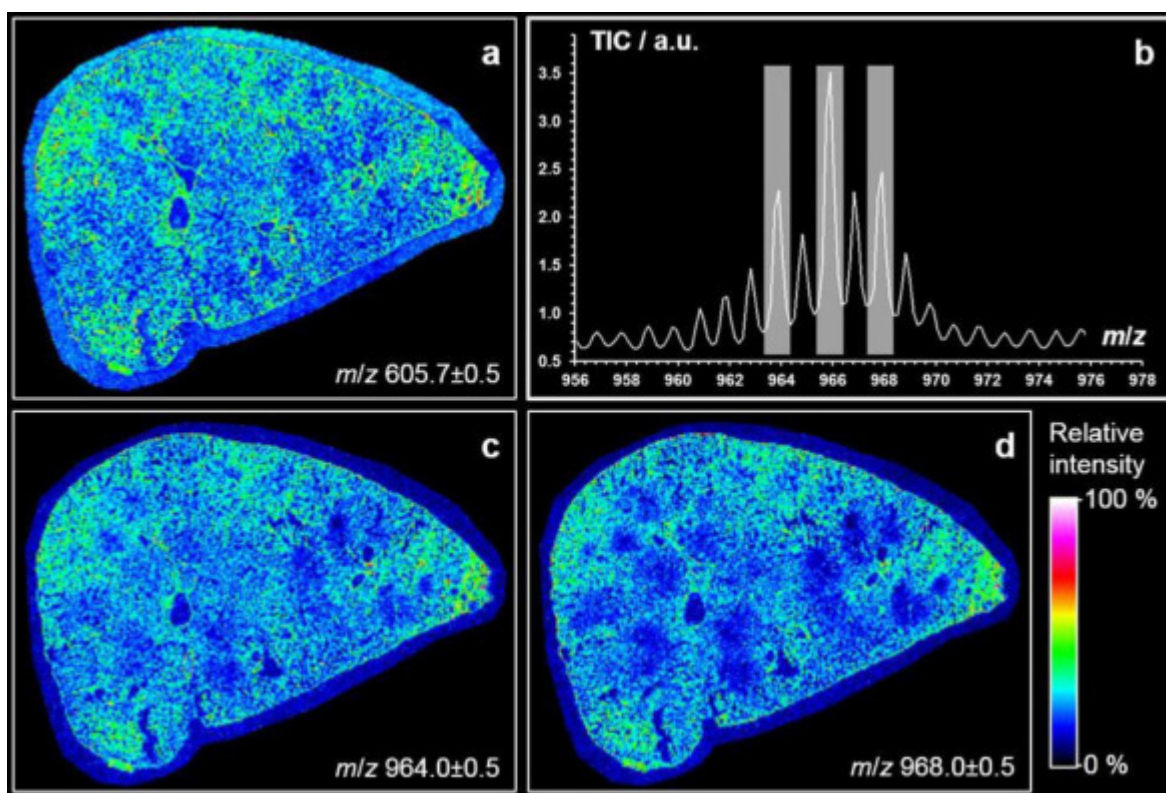 a
m/z 605.7±0.5
TIC / a.u.
b
3.5
3.0
2.5
2.0
1.5
1.0
0.5
m/z
956 958 960 962 964 966 968 970 972 974 976 978
c
m/z 964.0±0.5
d
m/z 968.0±0.5
Relative
intensity
100 %
0 %